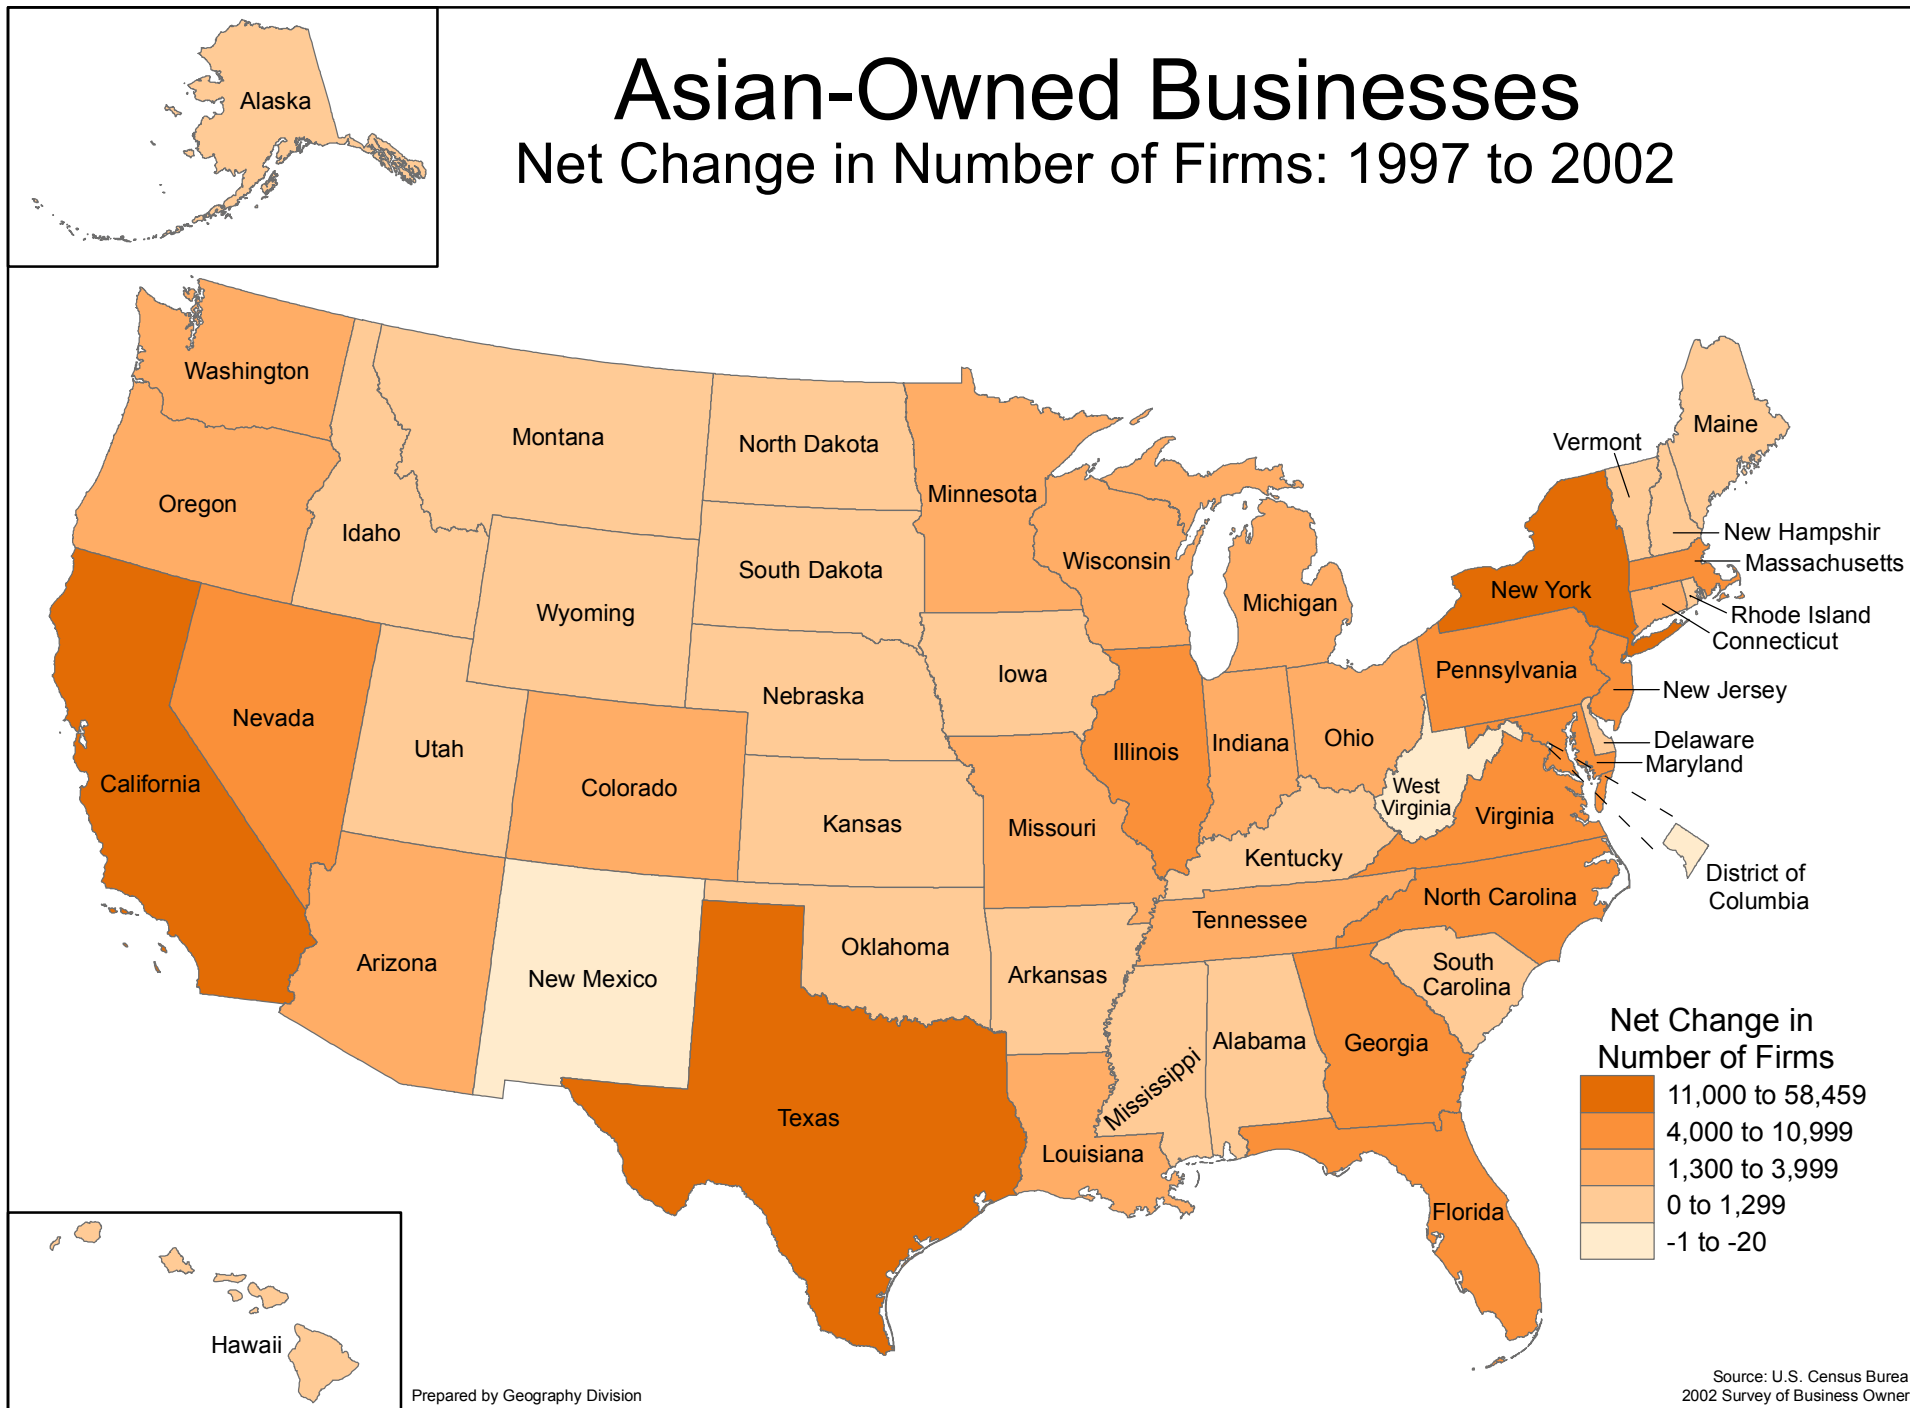 Asian-Owned Businesses
Net Change in Number of Firms: 1997 to 2002
Alaska
Washington
Montana
North Dakota
Minnesota
Maine
Vermont
Oregon
Idaho
New Hampshir
Massachusetts
South Dakota
Wisconsin
New York
Michigan
Wyoming
Rhode Island
Connecticut
Iowa
Pennsylvania
Nebraska
New Jersey
Nevada
Utah
Illinois
Indiana
Ohio
Delaware
Maryland
California
Colorado
West
Virginia
Kansas
Missouri
Virginia
Kentucky
District of
Columbia
North Carolina
Tennessee
Oklahoma
Arizona
New Mexico
Arkansas
South
Carolina
Alabama
Georgia
Mississippi
Texas
Louisiana
Florida
Hawaii
Net Change in
Number of Firms
11,000 to 58,459
4,000 to 10,999
1,300 to 3,999
0 to 1,299
-1 to -20
Prepared by Geography Division
Source: U.S. Census Burea
2002 Survey of Business Owner